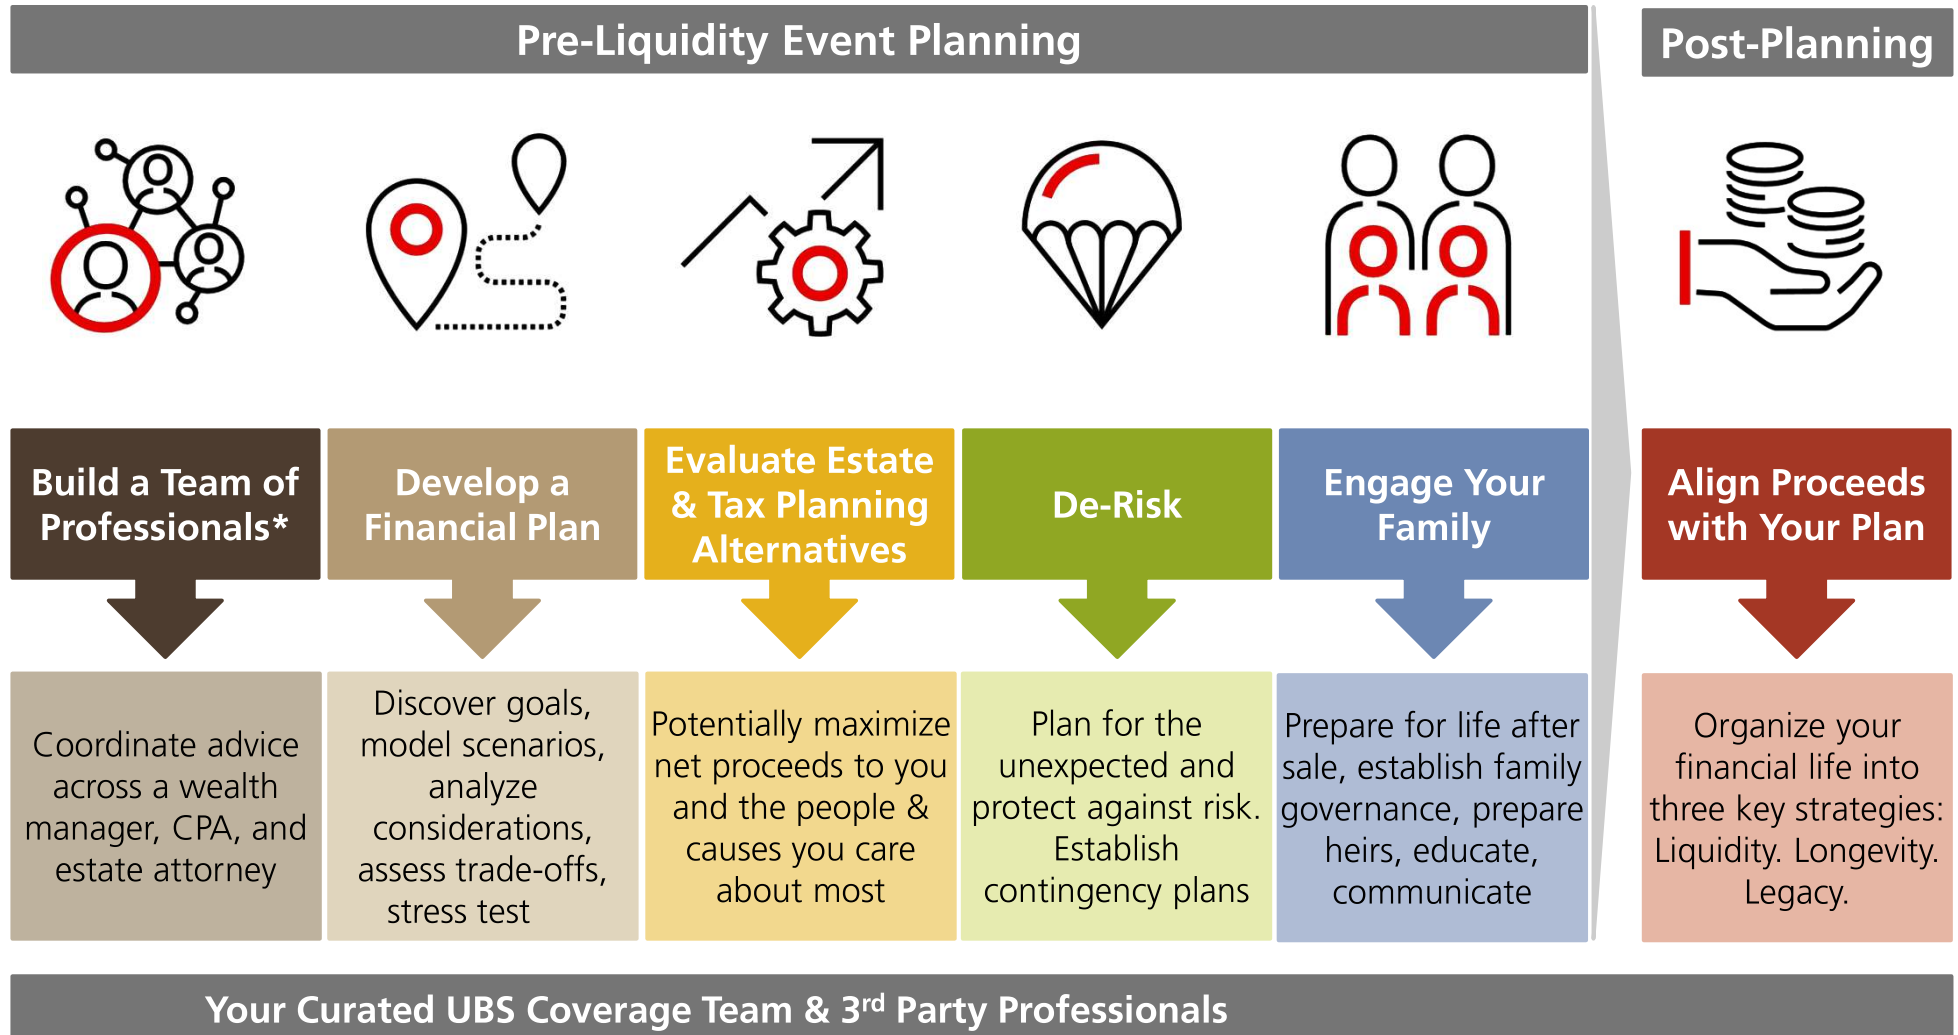 Pre-Liquidity Event Planning
Post-Planning
Build a Team of
Professionals*
Develop a
Financial Plan
Evaluate Estate
& Tax Planning
Alternatives
De-Risk
Engage Your
Family
Align Proceeds
with Your Plan
Coordinate advice
across a wealth
manager, CPA, and
estate attorney
Discover goals,
model scenarios,
analyze
considerations,
assess trade-offs,
stress test
Potentially maximize
net proceeds to you
and the people &
causes you care
about most
Plan for the
unexpected and
protect against risk.
Establish
contingency plans
Prepare for life after
sale, establish family
governance, prepare
heirs, educate,
communicate
Organize your
financial life into
three key strategies:
Liquidity. Longevity.
Legacy.
Your Curated UBS Coverage Team & 3rd Party Professionals